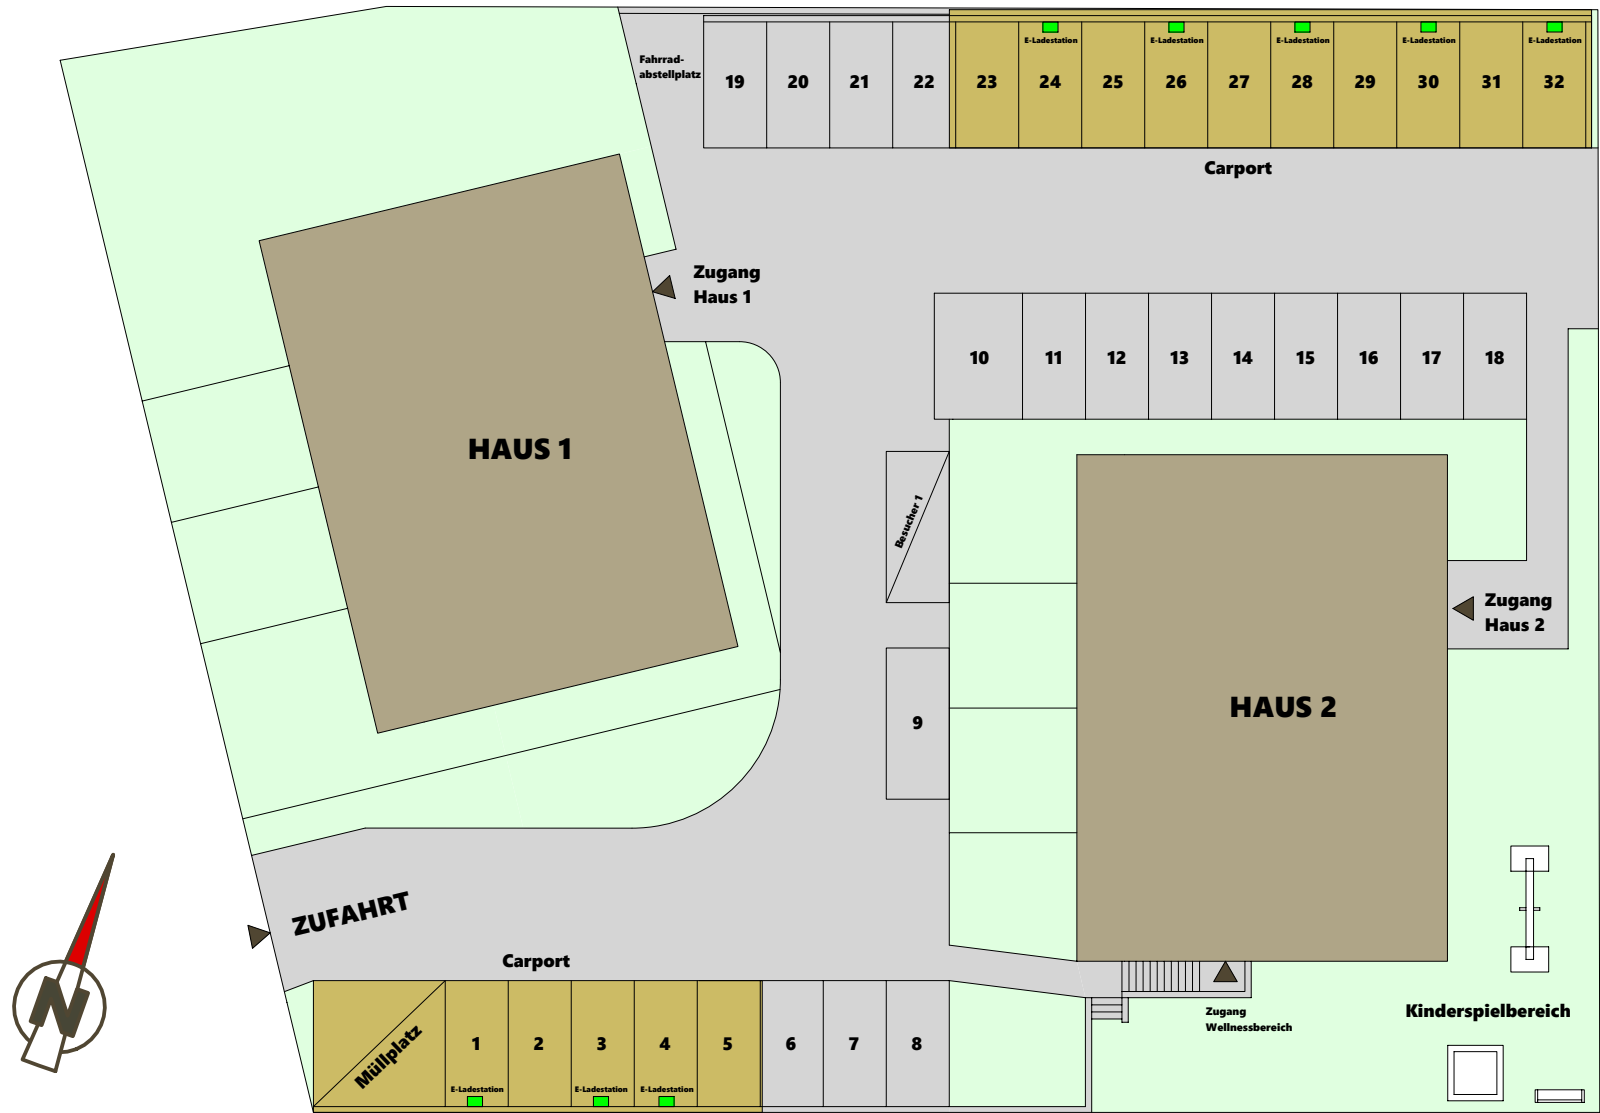 Fahrrad-
abstellplatz
E-Ladestation E-Ladestation E-Ladestation E-Ladestation E-Ladestation
19 20 21 22 23 24 25 26 27 28 29 30 31 32
Carport
Zugang
Haus 1
10 11 12 13 14 15 16 17 18
HAUS 1
Besucher 1
Zugang
Haus 2
HAUS 2
9
ZUFAHRT
Carport
N
Zugang
Wellnessbereich
Kinderspielbereich
Müllplatz
1 2 3 4 5 6 7 8
E-Ladestation E-Ladestation E-Ladestation